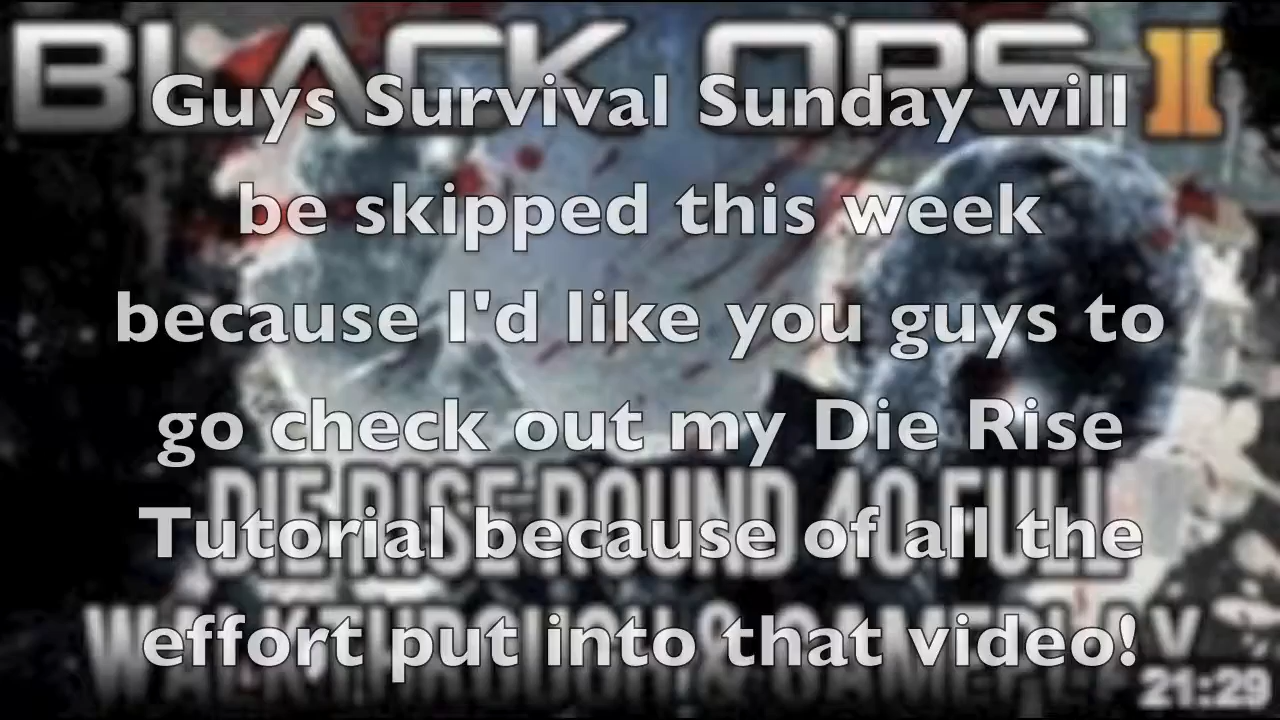 BLACK OPS II
Guys Survival Sunday will
be skipped this week
because I'd like you guys to
go check out my Die Rise
DIE RISE ROUND 40 FULL
Tutorial because of all the
WALKTHROUGH & GAMEPLAY
effort put into that video!
21:29